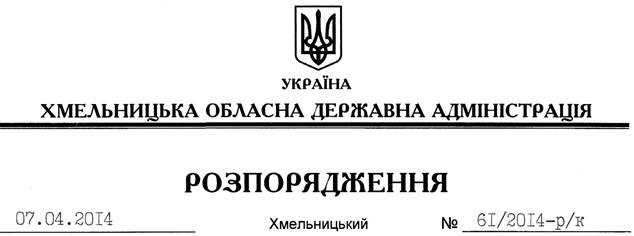 УКРАЇНА
ХМЕЛЬНИЦЬКА ОБЛАСНА ДЕРЖАВНА АДМІНІСТРАЦІЯ
РОЗПОРЯДЖЕННЯ
07.04.2014 Хмельницький № 61/2014-р/к